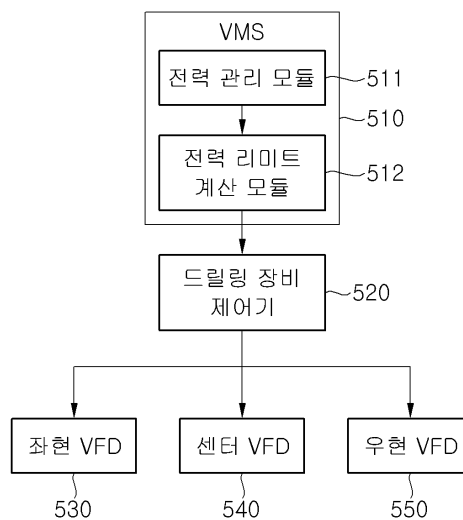 VMS
전력 관리 모듈
511
510
전력 리미트
계산 모듈
512
드릴링 장비
제어기
520
좌현 VFD
센터 VFD
우현 VFD
530
540
550